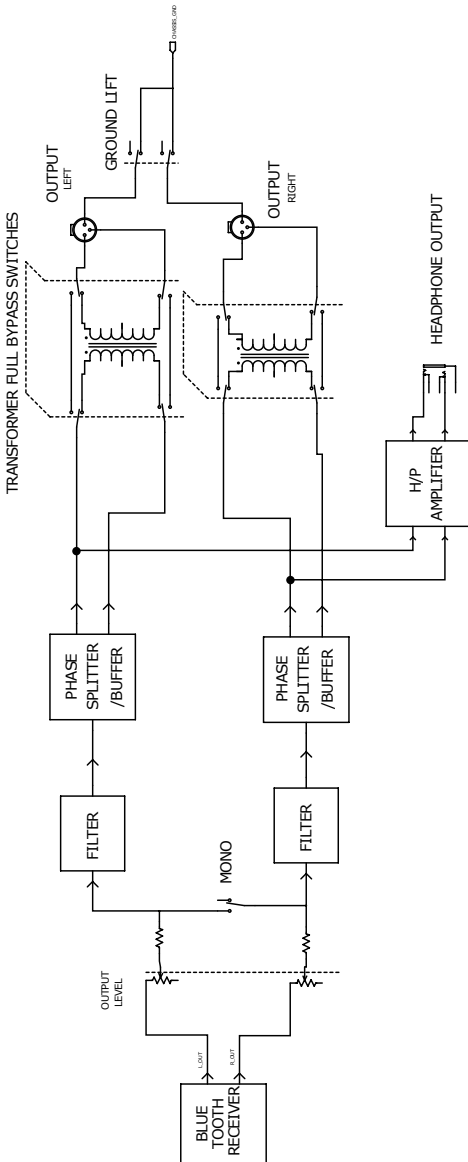 BLUE
TOOTH
RECEIVER
L_OUT
R_OUT
OUTPUT
LEVEL
MONO
FILTER
FILTER
PHASE
SPLITTER
/BUFFER
PHASE
SPLITTER
/BUFFER
TRANSFORMER FULL BYPASS SWITCHES
H/P
AMPLIFIER
HEADPHONE OUTPUT
OUTPUT
LEFT
OUTPUT
RIGHT
GROUND LIFT
CHASSIS_GND